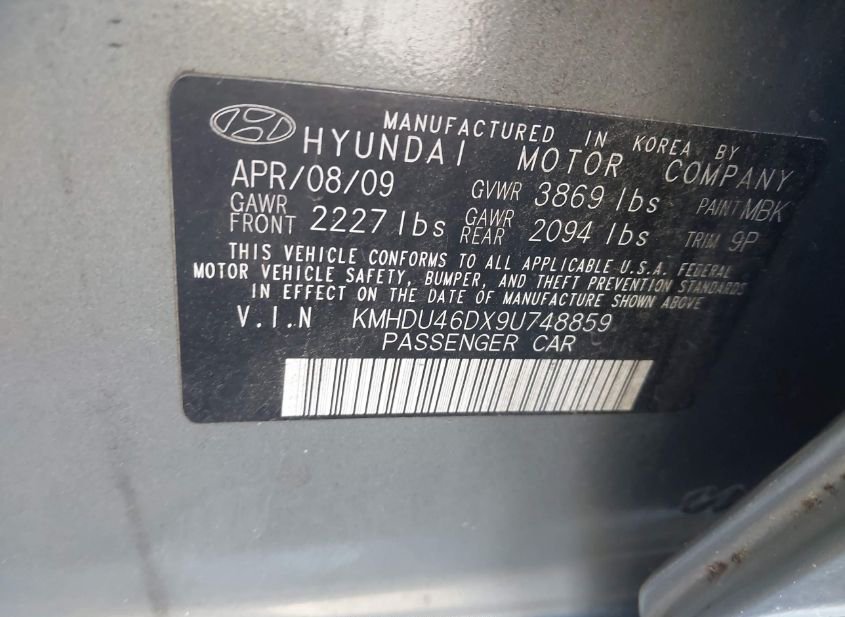 MANUFACTURED IN KOREA BY
HYUNDAI MOTOR COMPANY
APR/08/09 GVWR 3869 lbs PAINT MBK
GAWR FRONT 2227 lbs GAWR REAR 2094 lbs TRIM 9P
THIS VEHICLE CONFORMS TO ALL APPLICABLE U.S.A. FEDERAL
MOTOR VEHICLE SAFETY, BUMPER, AND THEFT PREVENTION STANDARDS
IN EFFECT ON THE DATE OF MANUFACTURE SHOWN ABOVE
V.I.N KMHDU46DX9U748859
PASSENGER CAR